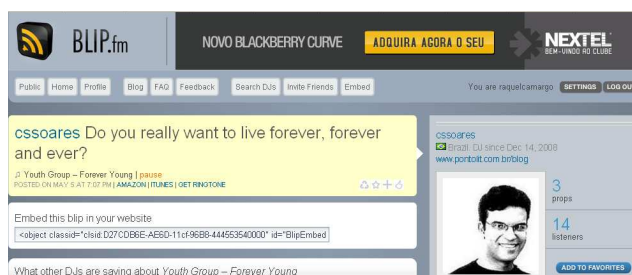 BLIP.fm
NOVO BLACKBERRY CURVE
ADQUIRA AGORA O SEU
NEXTEL
BEM-VINDO AO CLUBE
Public Home Profile Blog FAQ Feedback Search DJs Invite Friends Embed
You are raquelcamargo SETTINGS LOG OU
cssoares Do you really want to live forever, forever
and ever?
♫ Youth Group – Forever Young | pause
POSTED ON MAY 5 AT 7:07 PM | AMAZON | ITUNES | GET RINGTONE
Embed this blip in your website
<object classid="clsid:D27CDB6E-AE6D-11cf-96B8-444553540000" id="BlipEmbed
What other DJs are saying about Youth Group – Forever Young
cssoares
Brazil. DJ since Dec 14, 2008
www.pontolit.com.br/blog
3
props
14
listeners
ADD TO FAVORITES